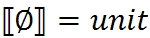 ⟦Ø⟧ = unit